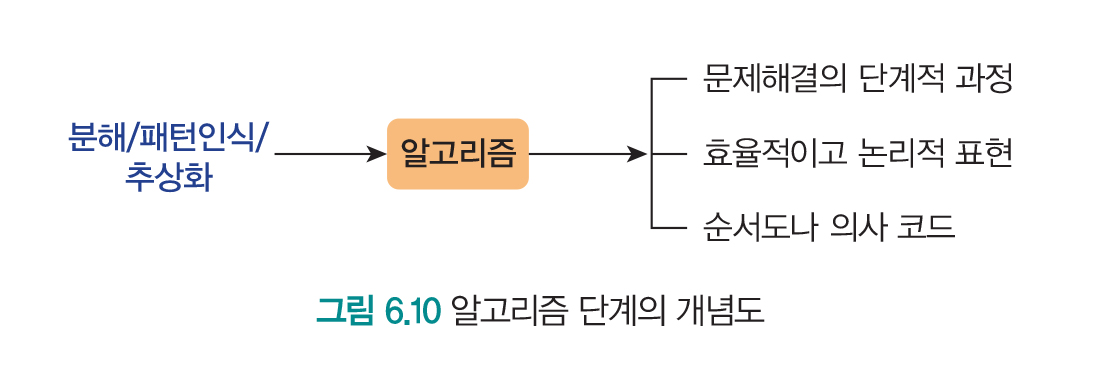 분해/패턴인식/
추상화
알고리즘
문제해결의 단계적 과정
효율적이고 논리적 표현
순서도나 의사 코드
그림 6.10 알고리즘 단계의 개념도